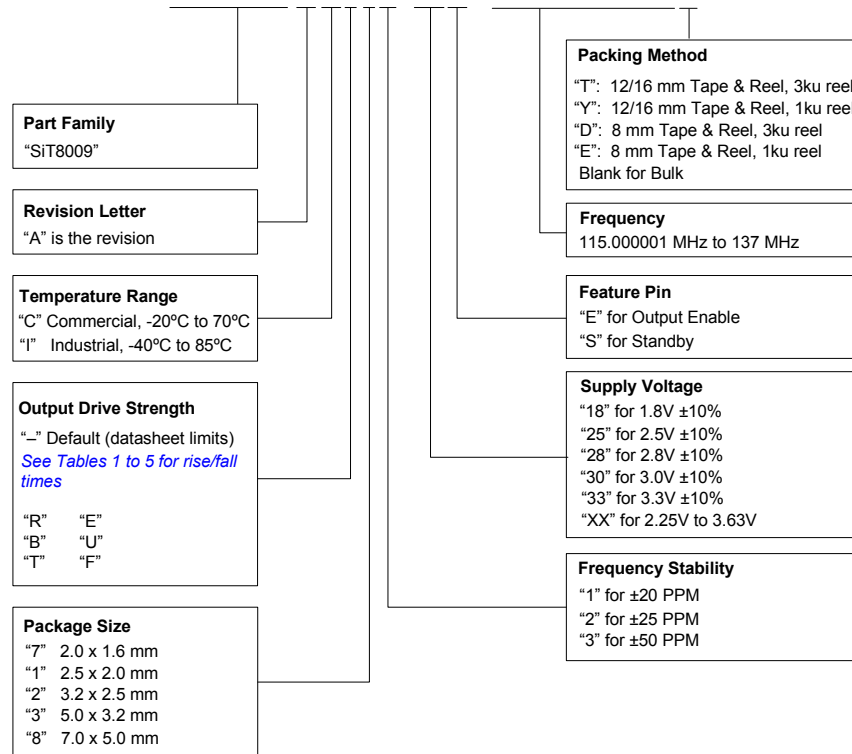 Part Family
“SiT8009”
Revision Letter
“A” is the revision
Temperature Range
“C” Commercial, -20ºC to 70ºC
“I” Industrial, -40ºC to 85ºC
Output Drive Strength
“–” Default (datasheet limits)
See Tables 1 to 5 for rise/fall
times
“R” “E”
“B” “U”
“T” “F”
Package Size
“7” 2.0 x 1.6 mm
“1” 2.5 x 2.0 mm
“2” 3.2 x 2.5 mm
“3” 5.0 x 3.2 mm
“8” 7.0 x 5.0 mm
Packing Method
“T”: 12/16 mm Tape & Reel, 3ku reel
“Y”: 12/16 mm Tape & Reel, 1ku reel
“D”: 8 mm Tape & Reel, 3ku reel
“E”: 8 mm Tape & Reel, 1ku reel
Blank for Bulk
Frequency
115.000001 MHz to 137 MHz
Feature Pin
“E” for Output Enable
“S” for Standby
Supply Voltage
“18” for 1.8V ±10%
“25” for 2.5V ±10%
“28” for 2.8V ±10%
“30” for 3.0V ±10%
“33” for 3.3V ±10%
“XX” for 2.25V to 3.63V
Frequency Stability
“1” for ±20 PPM
“2” for ±25 PPM
“3” for ±50 PPM